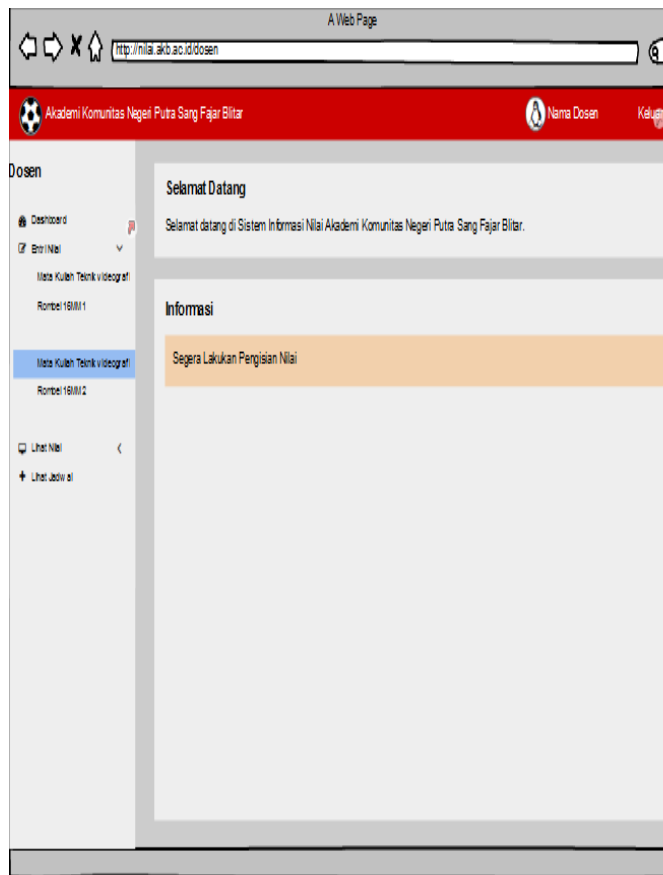 A Web Page
http://nilai.akb.ac.id/dosen
Akademi Komunitas Negeri Putra Sang Fajar Blitar
Nama Dosen
Keluar
Dosen
Dashboard
Entri Nilai
Mata Kuliah Teknik videografi
Rombel 16MM 1
Mata Kuliah Teknik videografi
Rombel 16MM 2
Lihat Nilai
Lihat Jadwal
Selamat Datang
Selamat datang di Sistem Informasi Nilai Akademi Komunitas Negeri Putra Sang Fajar Blitar.
Informasi
Segera Lakukan Pengisian Nilai